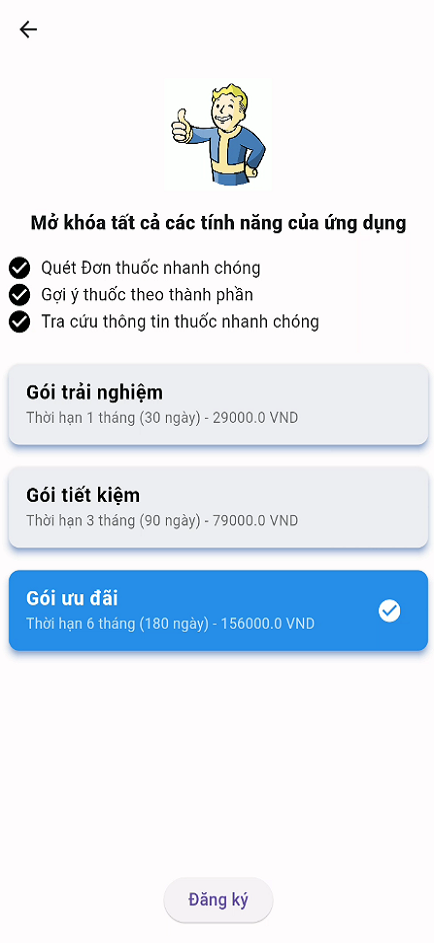 Mở khóa tất cả các tính năng của ứng dụng
Quét Đơn thuốc nhanh chóng
Gợi ý thuốc theo thành phần
Tra cứu thông tin thuốc nhanh chóng
Gói trải nghiệm
Thời hạn 1 tháng (30 ngày) - 29000.0 VND
Gói tiết kiệm
Thời hạn 3 tháng (90 ngày) - 79000.0 VND
Gói ưu đãi
Thời hạn 6 tháng (180 ngày) - 156000.0 VND
Đăng ký